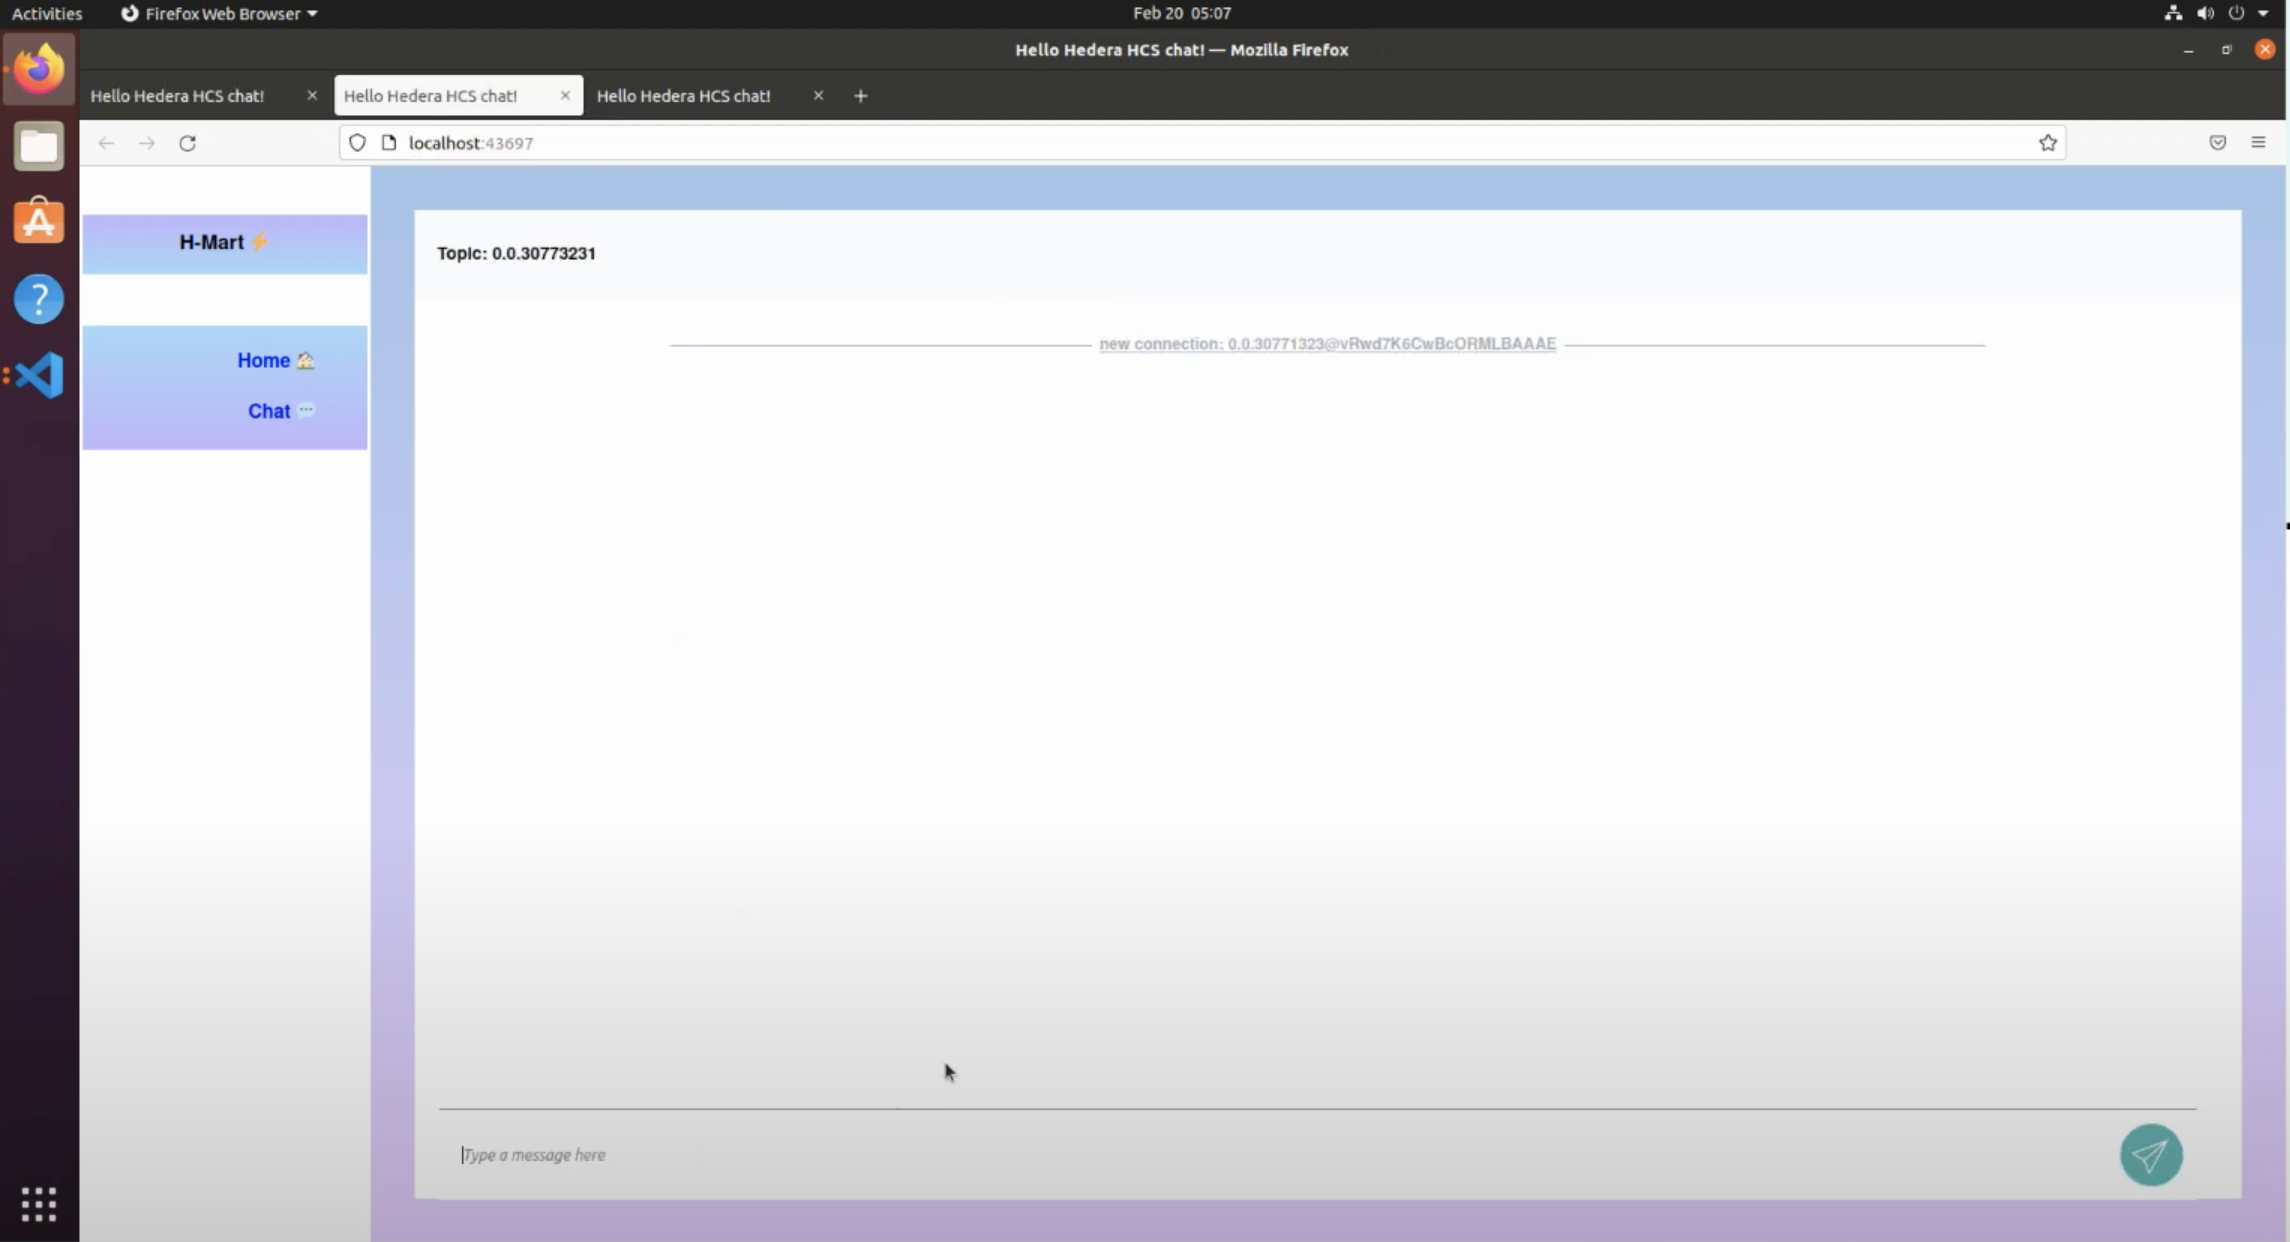 Activities Firefox Web Browser Feb 20 05:07
Hello Hedera HCS chat! — Mozilla Firefox
Hello Hedera HCS chat! Hello Hedera HCS chat! Hello Hedera HCS chat!
localhost:43697
H-Mart ⚡
Home 🏠
Chat 💬
Topic: 0.0.30773231
new connection: 0.0.30771323@vRwd7K6CwBcORMLBAAAE
Type a message here